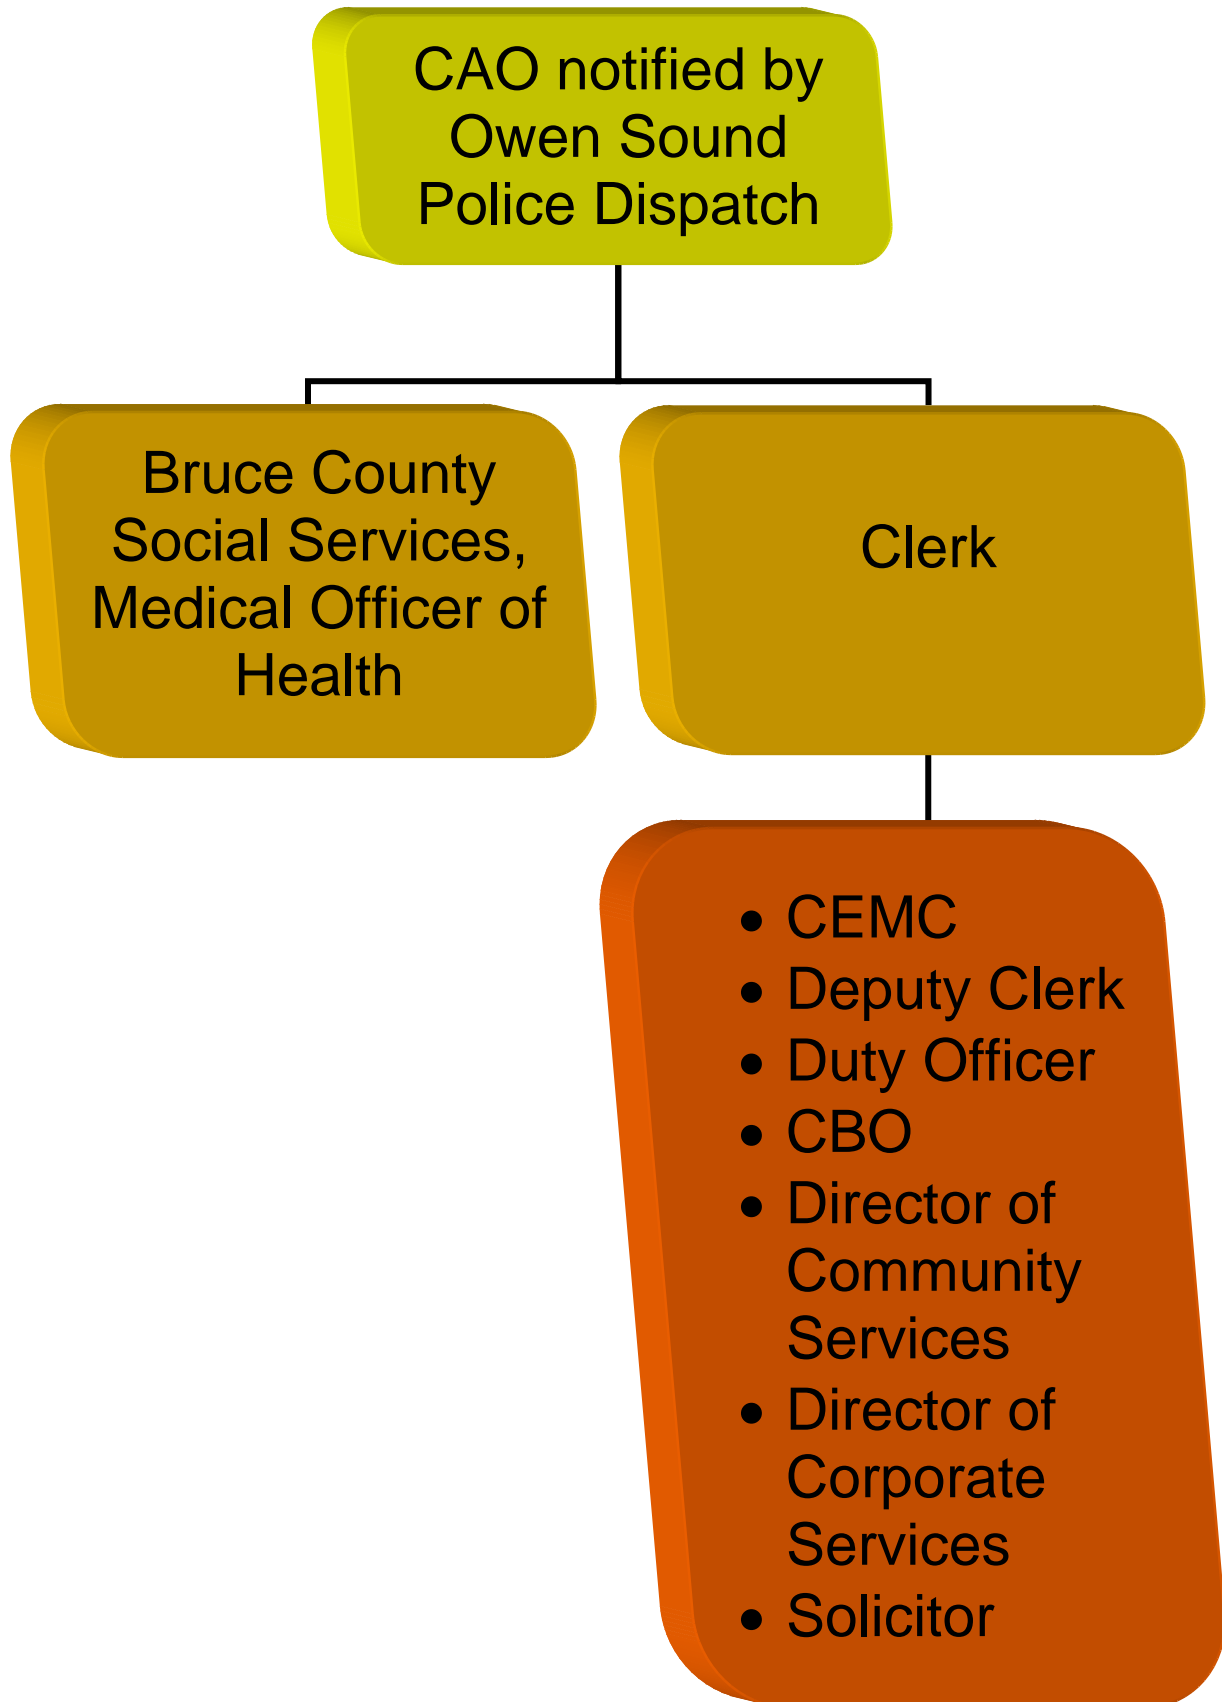 CAO notified by
Owen Sound
Police Dispatch
Bruce County
Social Services,
Medical Officer of
Health
Clerk
• CEMC
• Deputy Clerk
• Duty Officer
• CBO
• Director of
Community
Services
• Director of
Corporate
Services
• Solicitor